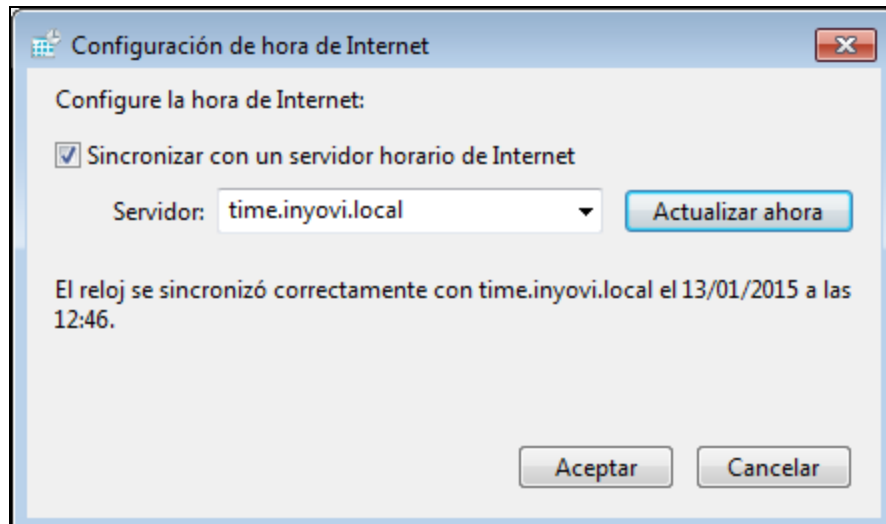 Configuración de hora de Internet
Configure la hora de Internet:
Sincronizar con un servidor horario de Internet
Servidor: time.inyovi.local Actualizar ahora
El reloj se sincronizó correctamente con time.inyovi.local el 13/01/2015 a las
12:46.
Aceptar Cancelar